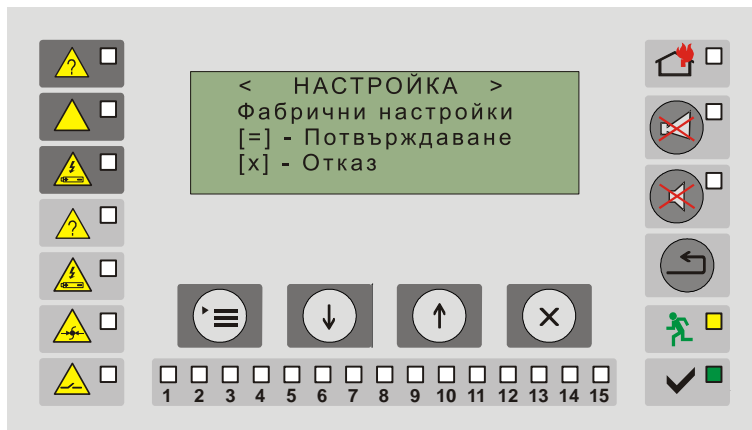 < НАСТРОЙКА >
Фабрични настройки
[=] - Потвърждаване
[x] - Отказ
? 
?
1 2 3 4 5 6 7 8 9 10 11 12 13 14 15